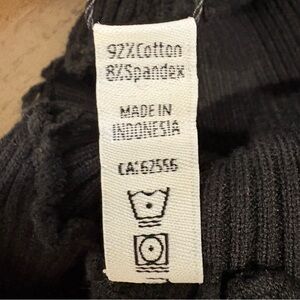 92%Cotton
8%Spandex
MADE IN
INDONESIA
CA:62556